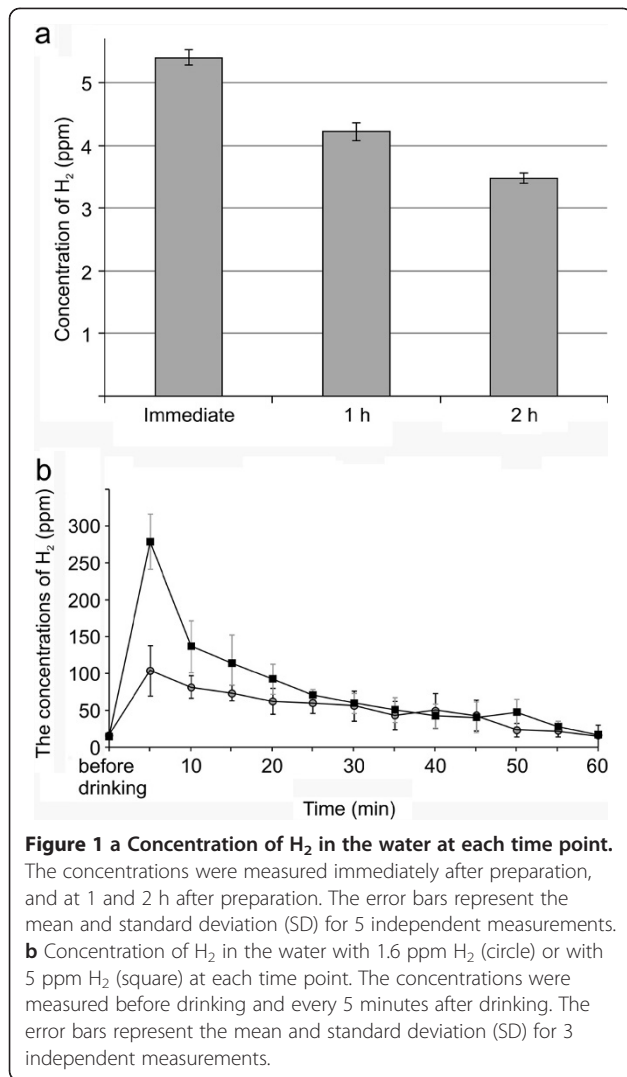 a
Concentration of H₂ (ppm)
5
4
3
2
1
Immediate 1 h 2 h
b
The concentrations of H₂ (ppm)
300
250
200
150
100
50
0
before 10 20 30 40 50 60
drinking
Time (min)
Figure 1 a Concentration of H₂ in the water at each time point.
The concentrations were measured immediately after preparation,
and at 1 and 2 h after preparation. The error bars represent the
mean and standard deviation (SD) for 5 independent measurements.
b Concentration of H₂ in the water with 1.6 ppm H₂ (circle) or with
5 ppm H₂ (square) at each time point. The concentrations were
measured before drinking and every 5 minutes after drinking. The
error bars represent the mean and standard deviation (SD) for 3
independent measurements.